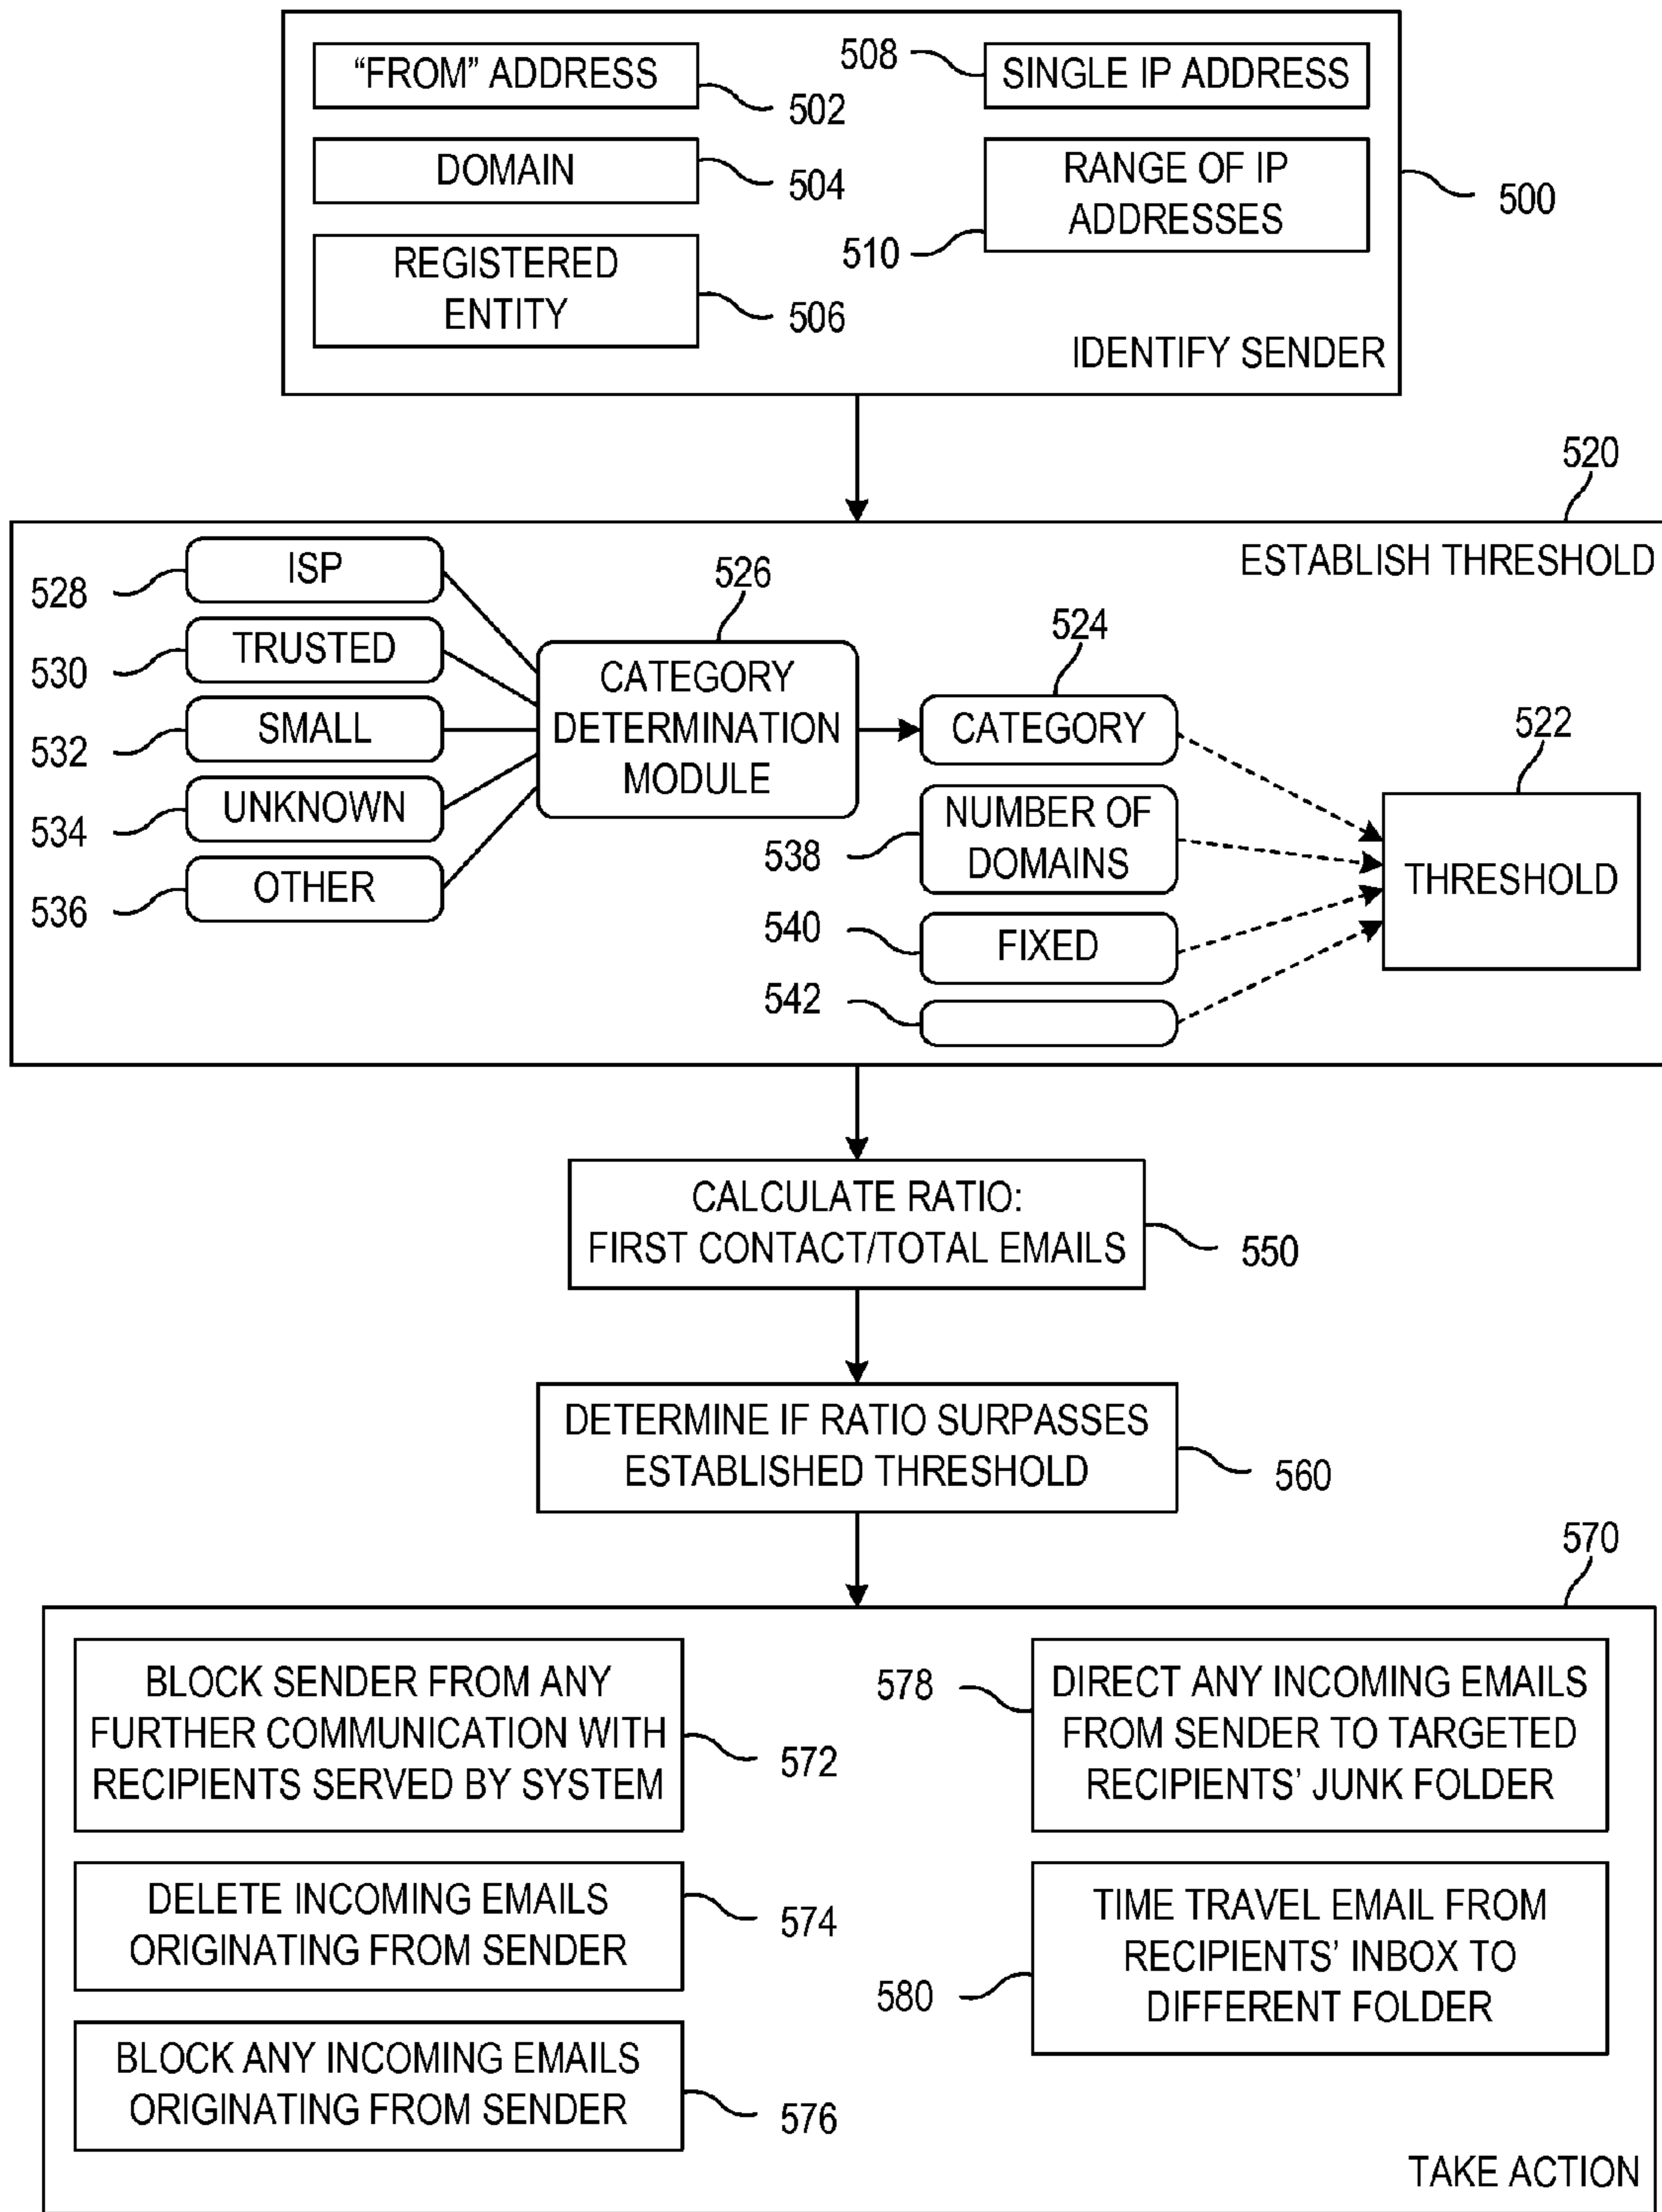 “FROM” ADDRESS
502
DOMAIN
504
REGISTERED
ENTITY
506
508
SINGLE IP ADDRESS
RANGE OF IP
ADDRESSES
510
500
IDENTIFY SENDER
520
ESTABLISH THRESHOLD
528
ISP
530
TRUSTED
532
SMALL
534
UNKNOWN
536
OTHER
526
CATEGORY
DETERMINATION
MODULE
524
CATEGORY
538
NUMBER OF
DOMAINS
540
FIXED
542
522
THRESHOLD
CALCULATE RATIO:
FIRST CONTACT/TOTAL EMAILS
550
DETERMINE IF RATIO SURPASSES
ESTABLISHED THRESHOLD
560
570
BLOCK SENDER FROM ANY
FURTHER COMMUNICATION WITH
RECIPIENTS SERVED BY SYSTEM
572
DELETE INCOMING EMAILS
ORIGINATING FROM SENDER
574
BLOCK ANY INCOMING EMAILS
ORIGINATING FROM SENDER
576
578
DIRECT ANY INCOMING EMAILS
FROM SENDER TO TARGETED
RECIPIENTS’ JUNK FOLDER
580
TIME TRAVEL EMAIL FROM
RECIPIENTS’ INBOX TO
DIFFERENT FOLDER
TAKE ACTION